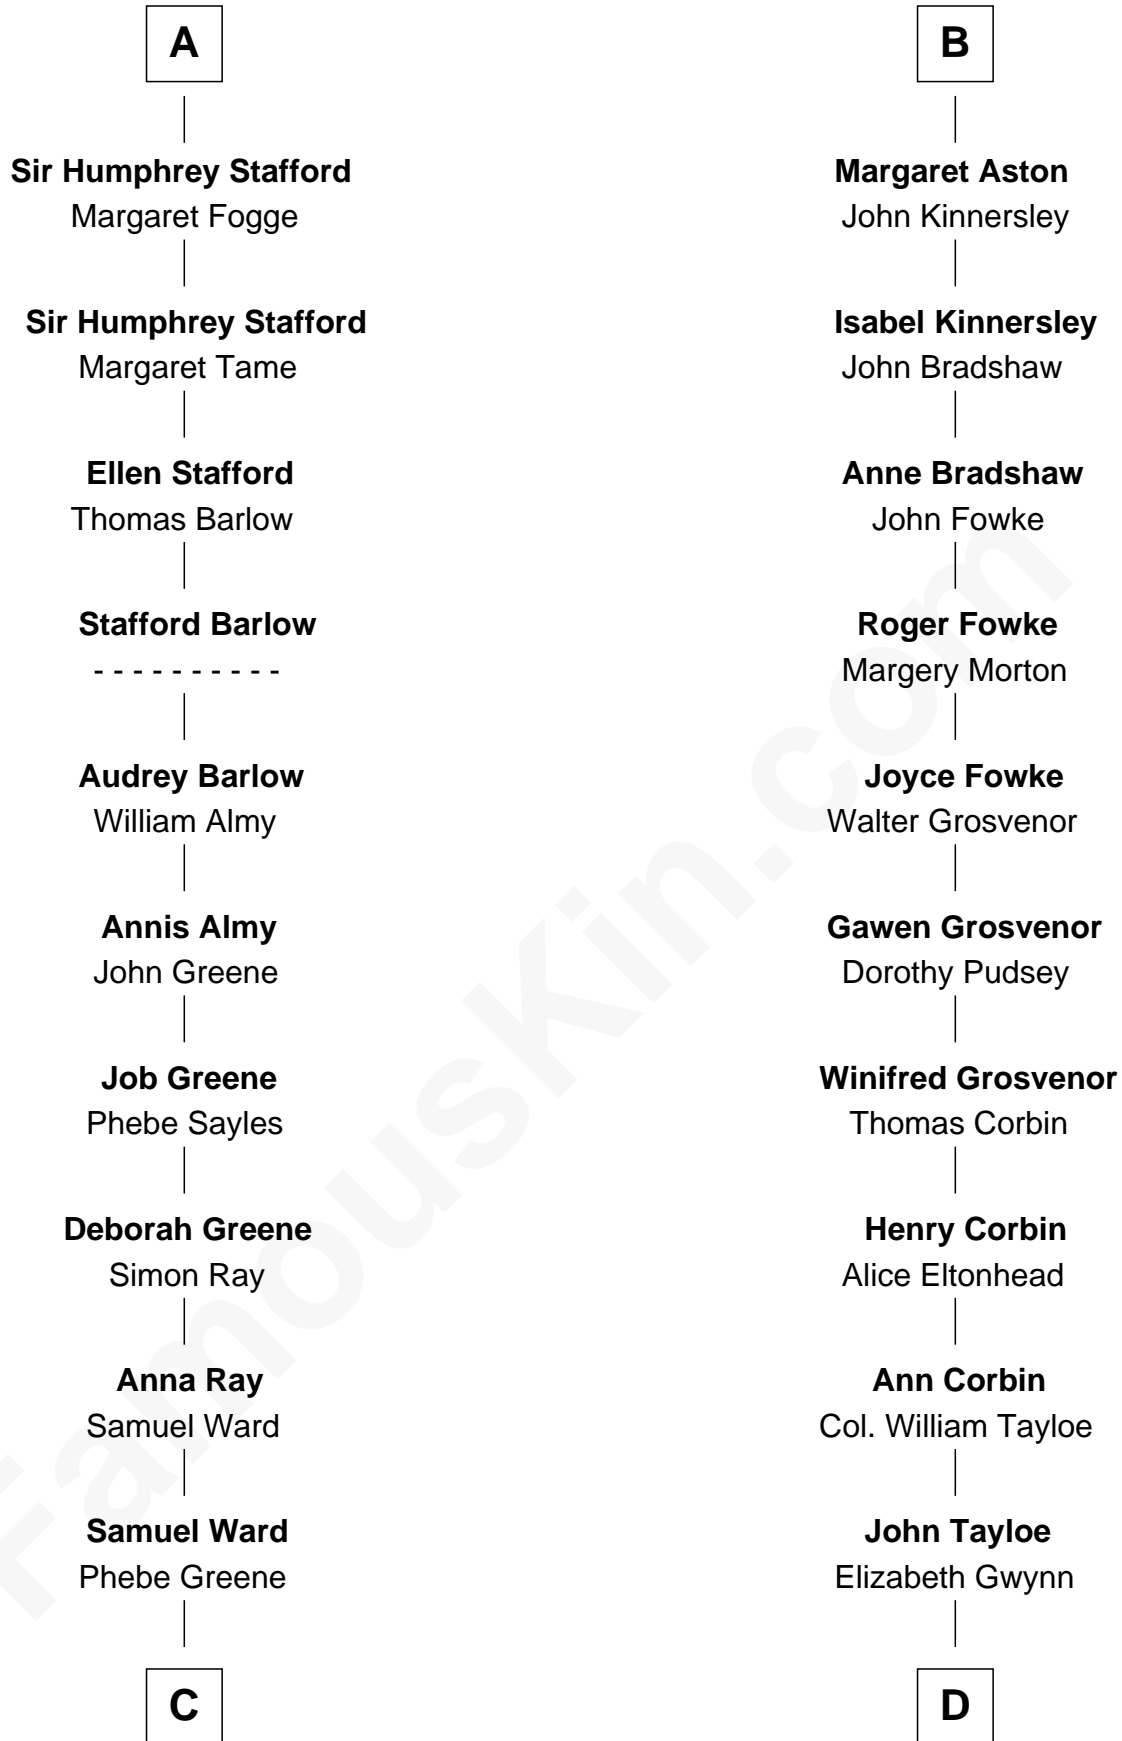 A
Sir Humphrey Stafford
Margaret Fogge
Sir Humphrey Stafford
Margaret Tame
Ellen Stafford
Thomas Barlow
Stafford Barlow
- - - - - - - - - -
Audrey Barlow
William Almy
Annis Almy
John Greene
Job Greene
Phebe Sayles
Deborah Greene
Simon Ray
Anna Ray
Samuel Ward
Samuel Ward
Phebe Greene
C
B
Margaret Aston
John Kinnersley
Isabel Kinnersley
John Bradshaw
Anne Bradshaw
John Fowke
Roger Fowke
Margery Morton
Joyce Fowke
Walter Grosvenor
Gawen Grosvenor
Dorothy Pudsey
Winifred Grosvenor
Thomas Corbin
Henry Corbin
Alice Eltonhead
Ann Corbin
Col. William Tayloe
John Tayloe
Elizabeth Gwynn
D
FamousKin.com